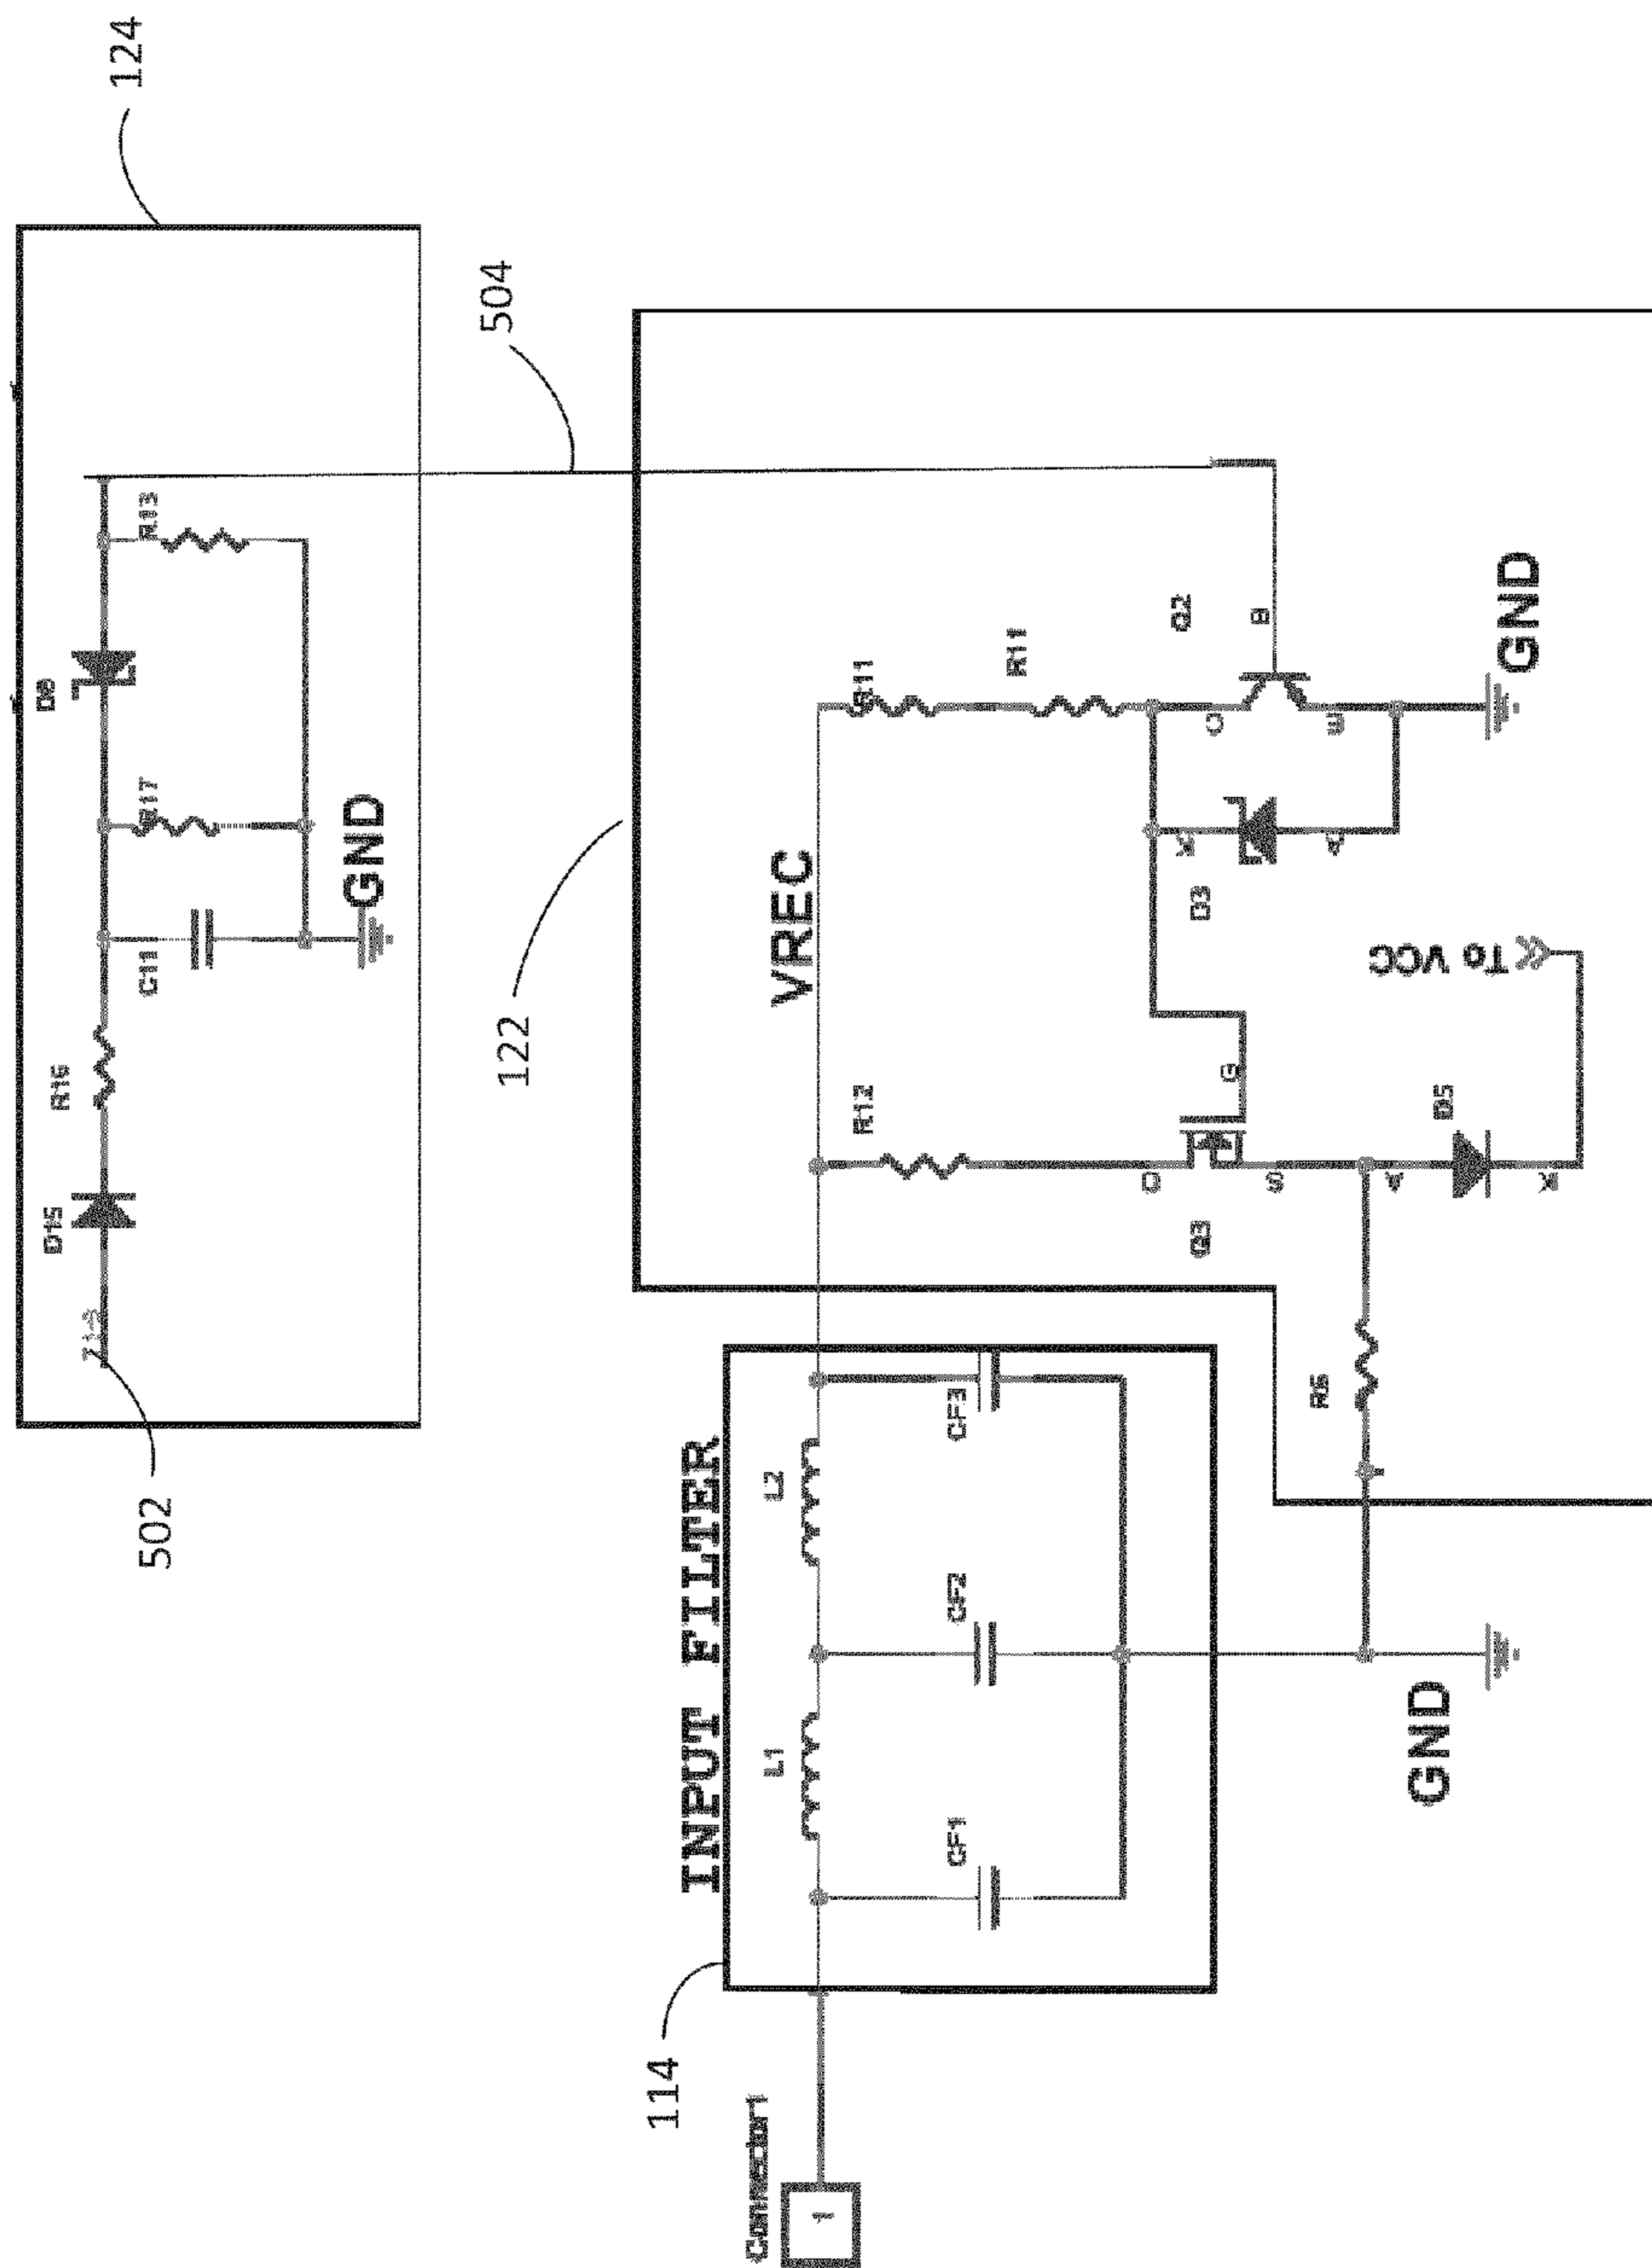 124
D8
R13
R17
C11
R16
D15
GND
502
504
122
VREC
R11
R11
Q2
B
C
E
K
A
D3
GND
R12
G
D
S
Q3
D5
A
K
To VCC
R6
INPUT FILTER
L1
L2
CF1
CF2
CF3
114
GND
Connector1
1